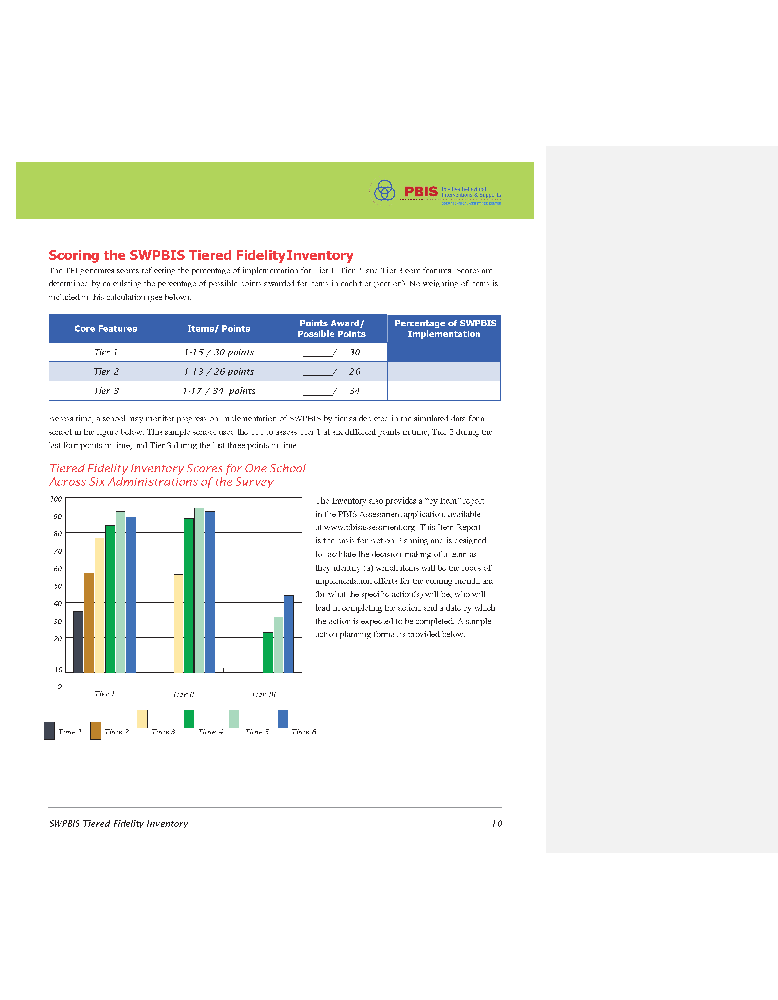 PBIS Positive Behavioral
Interventions & Supports
OSEP TECHNICAL ASSISTANCE CENTER
Scoring the SWPBIS Tiered Fidelity Inventory
The TFI generates scores reflecting the percentage of implementation for Tier 1, Tier 2, and Tier 3 core features. Scores are
determined by calculating the percentage of possible points awarded for items in each tier (section). No weighting of items is
included in this calculation (see below).
Core Features Items/ Points Points Award/ Possible Points Percentage of SWPBIS Implementation
Tier 1 1-15 / 30 points ______/ 30
Tier 2 1-13 / 26 points ______/ 26
Tier 3 1-17 / 34 points ______/ 34
Across time, a school may monitor progress on implementation of SWPBIS by tier as depicted in the simulated data for a
school in the figure below. This sample school used the TFI to assess Tier 1 at six different points in time, Tier 2 during the
last four points in time, and Tier 3 during the last three points in time.
Tiered Fidelity Inventory Scores for One School
Across Six Administrations of the Survey
100
90
80
70
60
50
40
30
20
10
0
Tier I Tier II Tier III
Time 1 Time 2 Time 3 Time 4 Time 5 Time 6
The Inventory also provides a “by Item” report
in the PBIS Assessment application, available
at www.pbisassessment.org. This Item Report
is the basis for Action Planning and is designed
to facilitate the decision-making of a team as
they identify (a) which items will be the focus of
implementation efforts for the coming month, and
(b) what the specific action(s) will be, who will
lead in completing the action, and a date by which
the action is expected to be completed. A sample
action planning format is provided below.
SWPBIS Tiered Fidelity Inventory 10